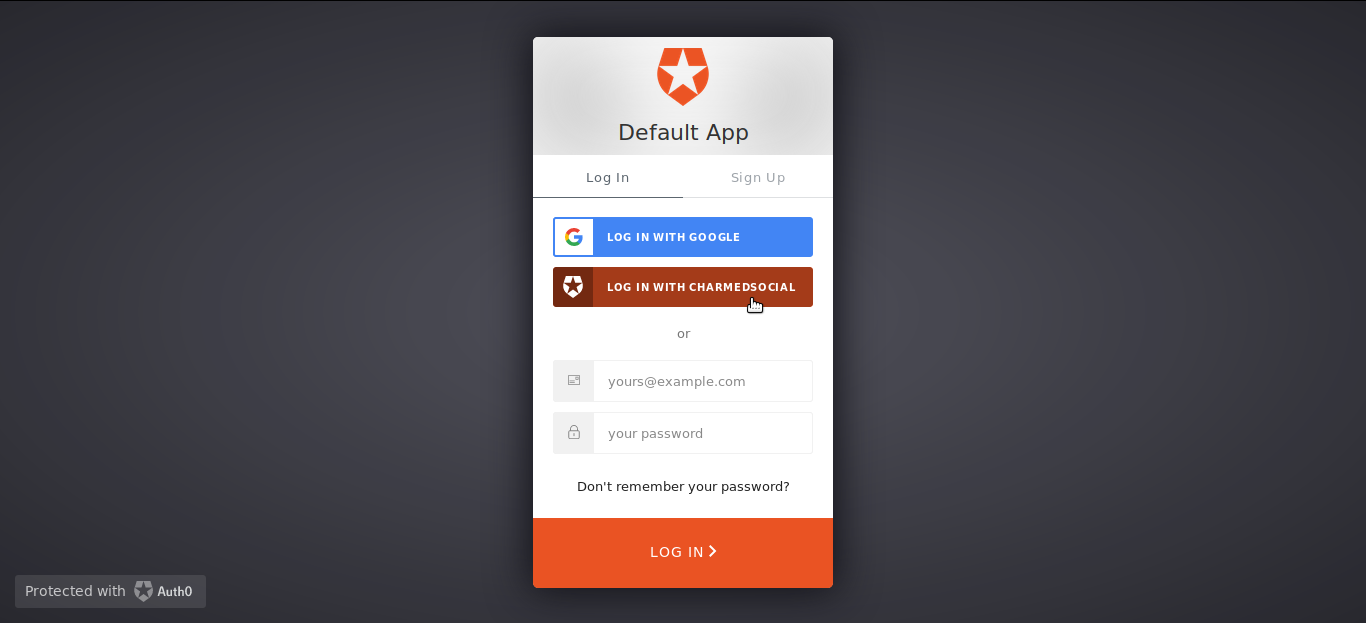 Default App
Log In
Sign Up
LOG IN WITH GOOGLE
LOG IN WITH CHARMEDSOCIAL
or
yours@example.com
your password
Don't remember your password?
LOG IN
Protected with Auth0